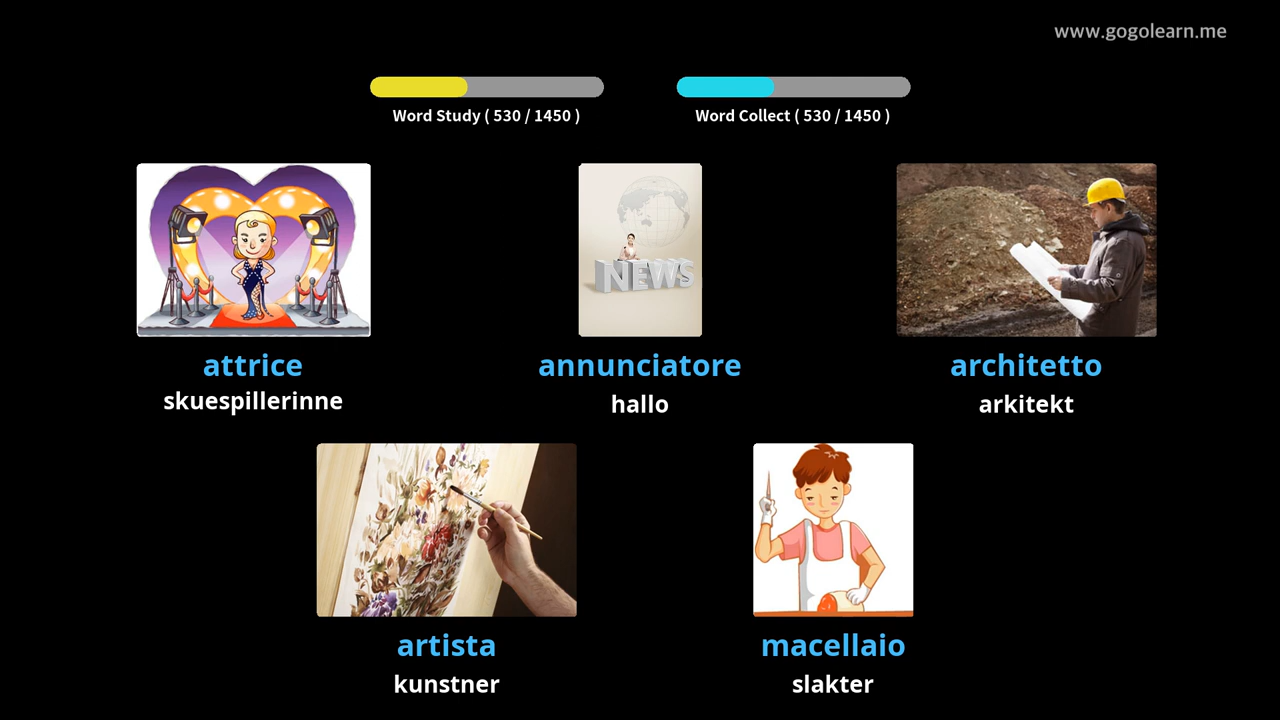 www.gogolearn.me
Word Study ( 530 / 1450 )
Word Collect ( 530 / 1450 )
NEWS
attrice
annunciatore
architetto
skuespillerinne
hallo
arkitekt
artista
macellaio
kunstner
slakter